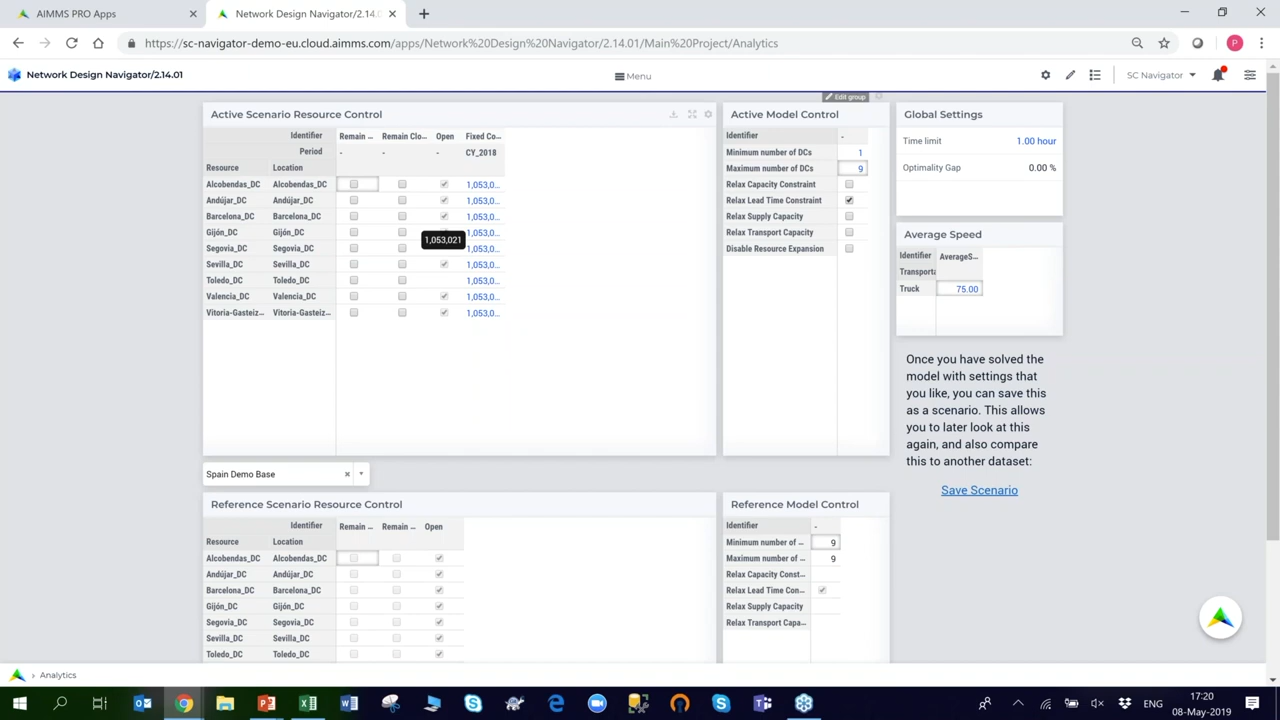 AIMMS PRO Apps
Network Design Navigator/2.14.0
https://sc-navigator-demo-eu.cloud.aimms.com/apps/Network%20Design%20Navigator/2.14.01/Main%20Project/Analytics
P
Network Design Navigator/2.14.01
Menu
SC Navigator
Edit group
Active Scenario Resource Control
Identifier Remain ... Remain Clo... Open Fixed Co...
Period - - - CY_2018
Resource Location
Alcobendas_DC Alcobendas_DC 1,053,0...
Andújar_DC Andújar_DC 1,053,0...
Barcelona_DC Barcelona_DC 1,053,0...
Gijón_DC Gijón_DC 1,053,0...
1,053,021
Segovia_DC Segovia_DC 1,053,0...
Sevilla_DC Sevilla_DC 1,053,0...
Toledo_DC Toledo_DC 1,053,0...
Valencia_DC Valencia_DC 1,053,0...
Vitoria-Gasteiz... Vitoria-Gasteiz... 1,053,0...
Active Model Control
Identifier -
Minimum number of DCs 1
Maximum number of DCs 9
Relax Capacity Constraint
Relax Lead Time Constraint
Relax Supply Capacity
Relax Transport Capacity
Disable Resource Expansion
Global Settings
Time limit 1.00 hour
Optimality Gap 0.00 %
Average Speed
Identifier AverageS...
Transporta
Truck 75.00
Once you have solved the
model with settings that
you like, you can save this
as a scenario. This allows
you to later look at this
again, and also compare
this to another dataset:
Save Scenario
Spain Demo Base
Reference Scenario Resource Control
Identifier Remain ... Remain ... Open
Resource Location
Alcobendas_DC Alcobendas_DC
Andújar_DC Andújar_DC
Barcelona_DC Barcelona_DC
Gijón_DC Gijón_DC
Segovia_DC Segovia_DC
Sevilla_DC Sevilla_DC
Toledo_DC Toledo_DC
Reference Model Control
Identifier -
Minimum number of ... 9
Maximum number of ... 9
Relax Capacity Const...
Relax Lead Time Con...
Relax Supply Capacity
Relax Transport Capa...
Analytics
ENG
17:20
08-May-2019